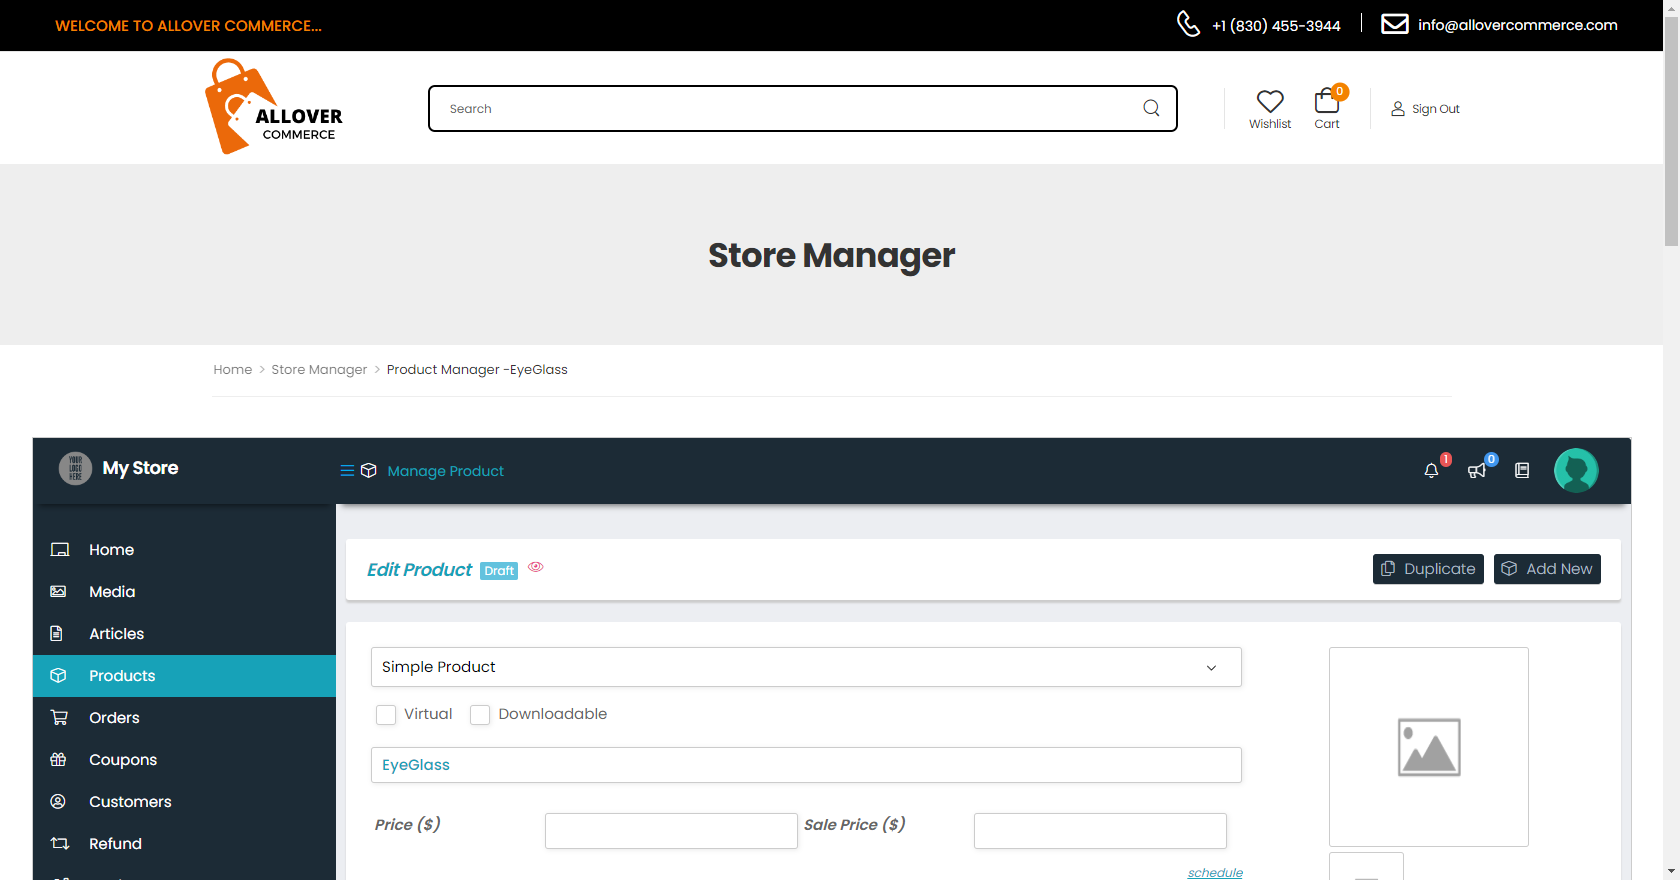 WELCOME TO ALLOVER COMMERCE...
+1 (830) 455-3944
info@allovercommerce.com
ALLOVER
COMMERCE
Search
Wishlist
0
Cart
Sign Out
Store Manager
Home > Store Manager > Product Manager -EyeGlass
YOUR
LOGO
HERE
My Store
Manage Product
1
0
Home
Media
Articles
Products
Orders
Coupons
Customers
Refund
Edit Product Draft
Duplicate
Add New
Simple Product
Virtual Downloadable
EyeGlass
Price ($) Sale Price ($)
schedule